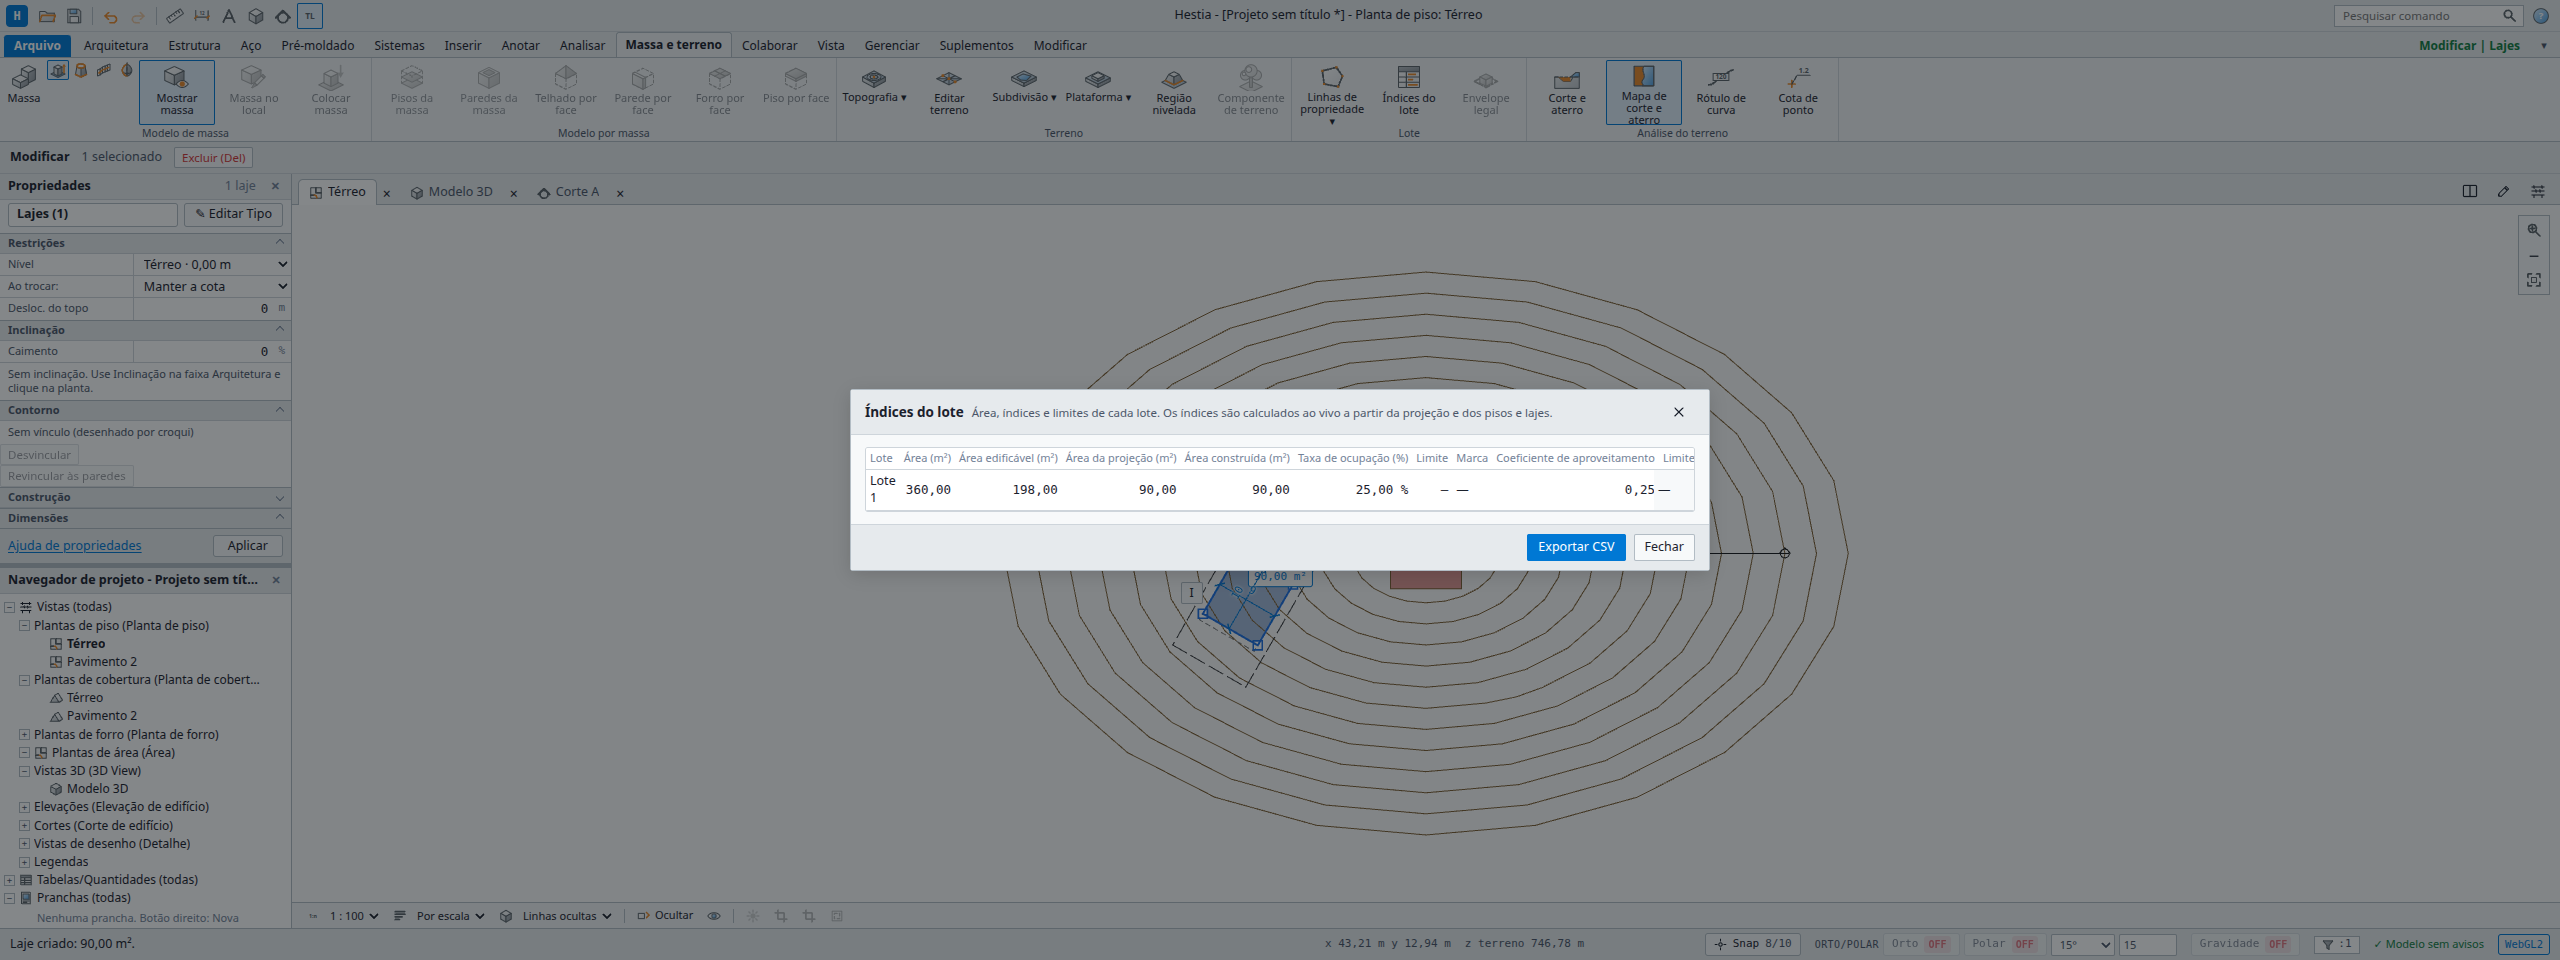 H
TL
Hestia - [Projeto sem título *] - Planta de piso: Térreo
Pesquisar comando
?
Arquivo Arquitetura Estrutura Aço Pré-moldado Sistemas Inserir Anotar Analisar Massa e terreno Colaborar Vista Gerenciar Suplementos Modificar
Modificar | Lajes
Massa
Mostrar massa
Massa no local
Colocar massa
Modelo de massa
Pisos da massa
Paredes da massa
Telhado por face
Parede por face
Forro por face
Piso por face
Modelo por massa
Topografia ▾
Editar terreno
Subdivisão ▾
Plataforma ▾
Região nivelada
Componente de terreno
Terreno
Linhas de propriedade ▾
Índices do lote
Envelope legal
Lote
Corte e aterro
Mapa de corte e aterro
Rótulo de curva
Cota de ponto
Análise do terreno
Modificar 1 selecionado Excluir (Del)
Propriedades 1 laje ×
Lajes (1) ✎ Editar Tipo
Restrições
Nível Térreo · 0,00 m
Ao trocar: Manter a cota
Desloc. do topo 0 m
Inclinação
Caimento 0 %
Sem inclinação. Use Inclinação na faixa Arquitetura e
clique na planta.
Contorno
Sem vínculo (desenhado por croqui)
Desvincular
Revincular às paredes
Construção
Dimensões
Ajuda de propriedades Aplicar
Navegador de projeto - Projeto sem tít... ×
Vistas (todas)
Plantas de piso (Planta de piso)
Térreo
Pavimento 2
Plantas de cobertura (Planta de cobert...
Térreo
Pavimento 2
Plantas de forro (Planta de forro)
Plantas de área (Área)
Vistas 3D (3D View)
Modelo 3D
Elevações (Elevação de edifício)
Cortes (Corte de edifício)
Vistas de desenho (Detalhe)
Legendas
Tabelas/Quantidades (todas)
Pranchas (todas)
Nenhuma prancha. Botão direito: Nova
Térreo × Modelo 3D × Corte A ×
Índices do lote Área, índices e limites de cada lote. Os índices são calculados ao vivo a partir da projeção e dos pisos e lajes.
Lote Área (m²) Área edificável (m²) Área da projeção (m²) Área construída (m²) Taxa de ocupação (%) Limite Marca Coeficiente de aproveitamento Limite
Lote 1 360,00 198,00 90,00 90,00 25,00 % — — 0,25 —
Exportar CSV Fechar
90,00 m²
1 : 100 Por escala Linhas ocultas Ocultar
Laje criado: 90,00 m².
x 43,21 m y 12,94 m z terreno 746,78 m
Snap 8/10 ORTO/POLAR Orto OFF Polar OFF 15° 15 Gravidade OFF :1 ✓ Modelo sem avisos WebGL2